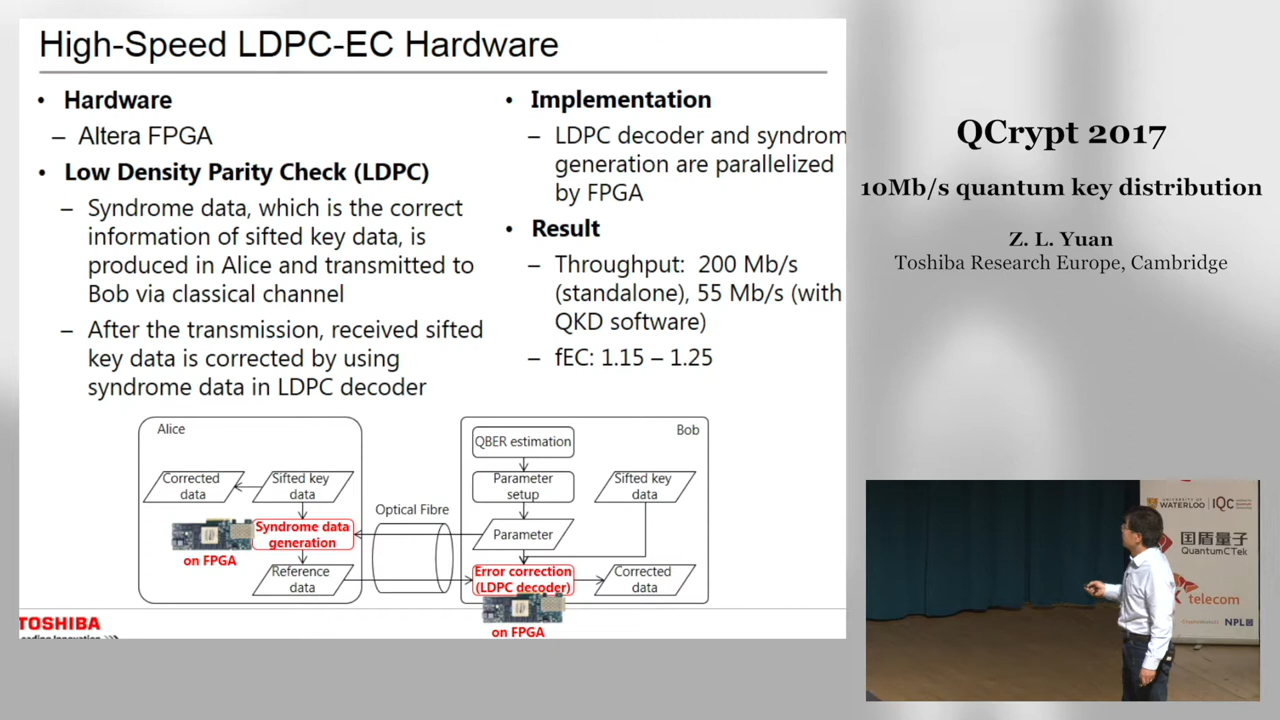 High-Speed LDPC-EC Hardware
• Hardware
– Altera FPGA
• Low Density Parity Check (LDPC)
– Syndrome data, which is the correct
information of sifted key data, is
produced in Alice and transmitted to
Bob via classical channel
– After the transmission, received sifted
key data is corrected by using
syndrome data in LDPC decoder
• Implementation
– LDPC decoder and syndrom
generation are parallelized
by FPGA
• Result
– Throughput: 200 Mb/s
(standalone), 55 Mb/s (with
QKD software)
– fEC: 1.15 – 1.25
Alice
Corrected
data
Sifted key
data
Syndrome data
generation
on FPGA
Reference
data
Optical Fibre
Bob
QBER estimation
Parameter
setup
Sifted key
data
Parameter
Error correction
(LDPC decoder)
Corrected
data
on FPGA
TOSHIBA
eading Innovation
QCrypt 2017
10Mb/s quantum key distribution
Z. L. Yuan
Toshiba Research Europe, Cambridge
UNIVERSITY OF
WATERLOO
IQC
国盾量子
QuantumCTek
telecom
NPL